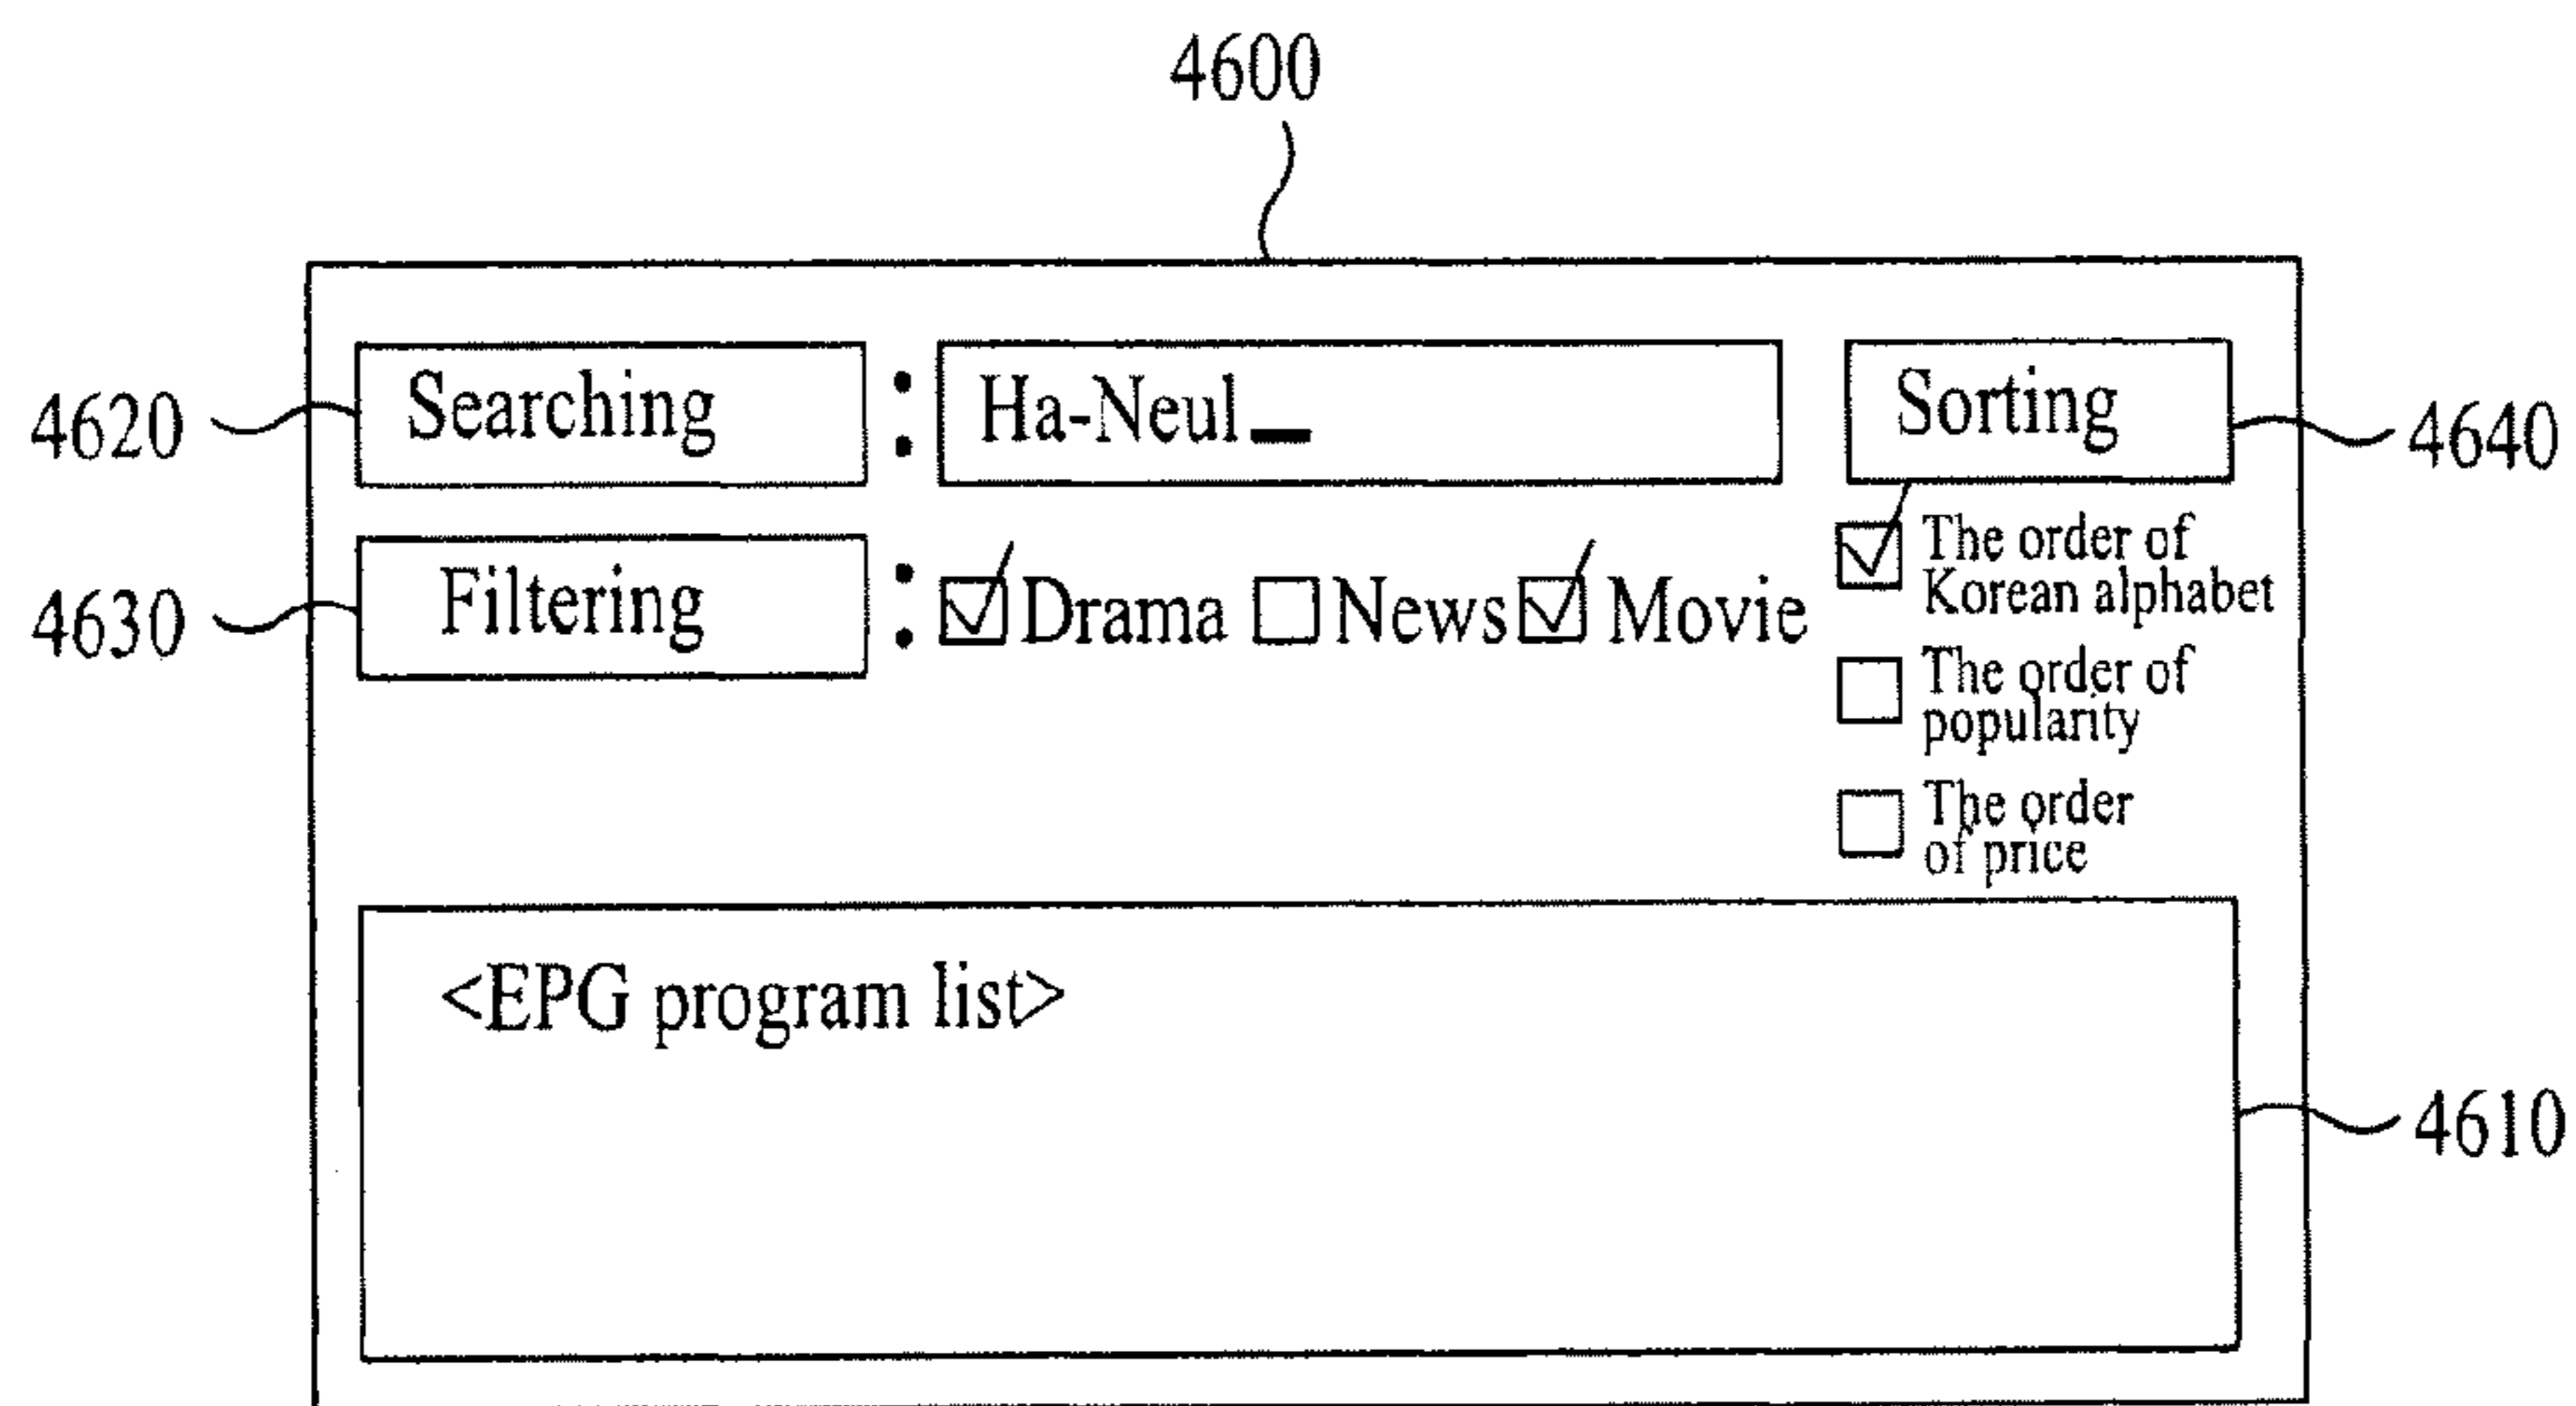 4600
4620
Searching
:
Ha-Neul_
Sorting
4640
4630
Filtering
:
Drama
News
Movie
The order of
Korean alphabet
The order of
popularity
The order
of price
<EPG program list>
4610